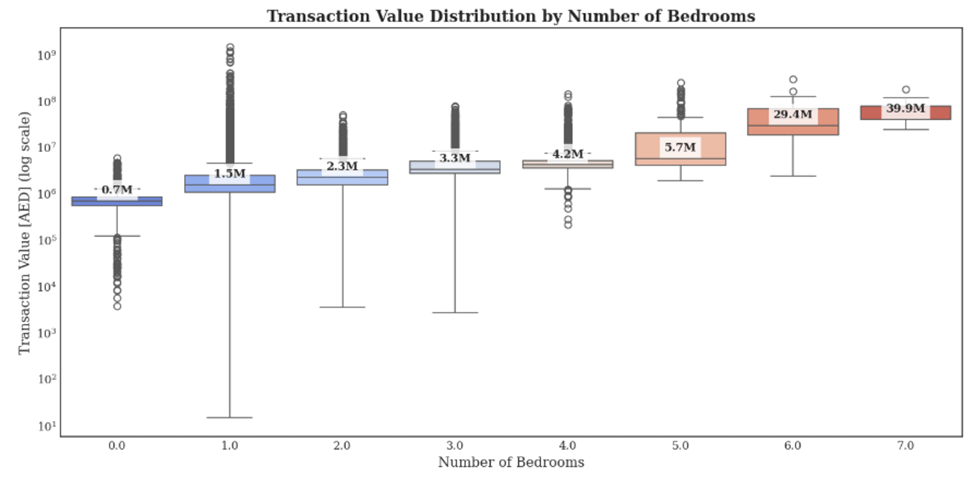 Transaction Value Distribution by Number of Bedrooms
Transaction Value [AED] (log scale)
10⁹
10⁸
10⁷
10⁶
10⁵
10⁴
10³
10²
10¹
0.7M
1.5M
2.3M
3.3M
4.2M
5.7M
29.4M
39.9M
0.0 1.0 2.0 3.0 4.0 5.0 6.0 7.0
Number of Bedrooms